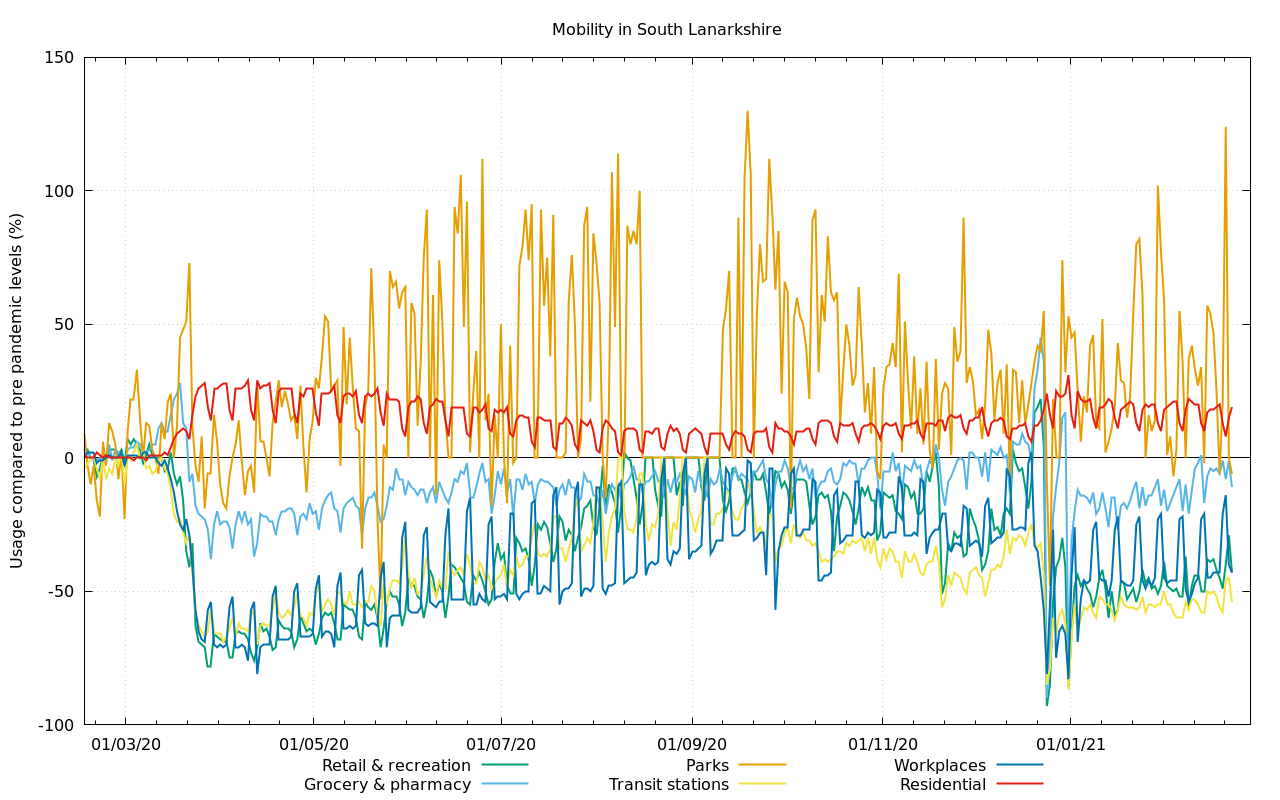 Mobility in South Lanarkshire
150
100
50
0
-50
-100
Usage compared to pre pandemic levels (%)
01/03/20 01/05/20 01/07/20 01/09/20 01/11/20 01/01/21
Retail & recreation Parks Workplaces
Grocery & pharmacy Transit stations Residential